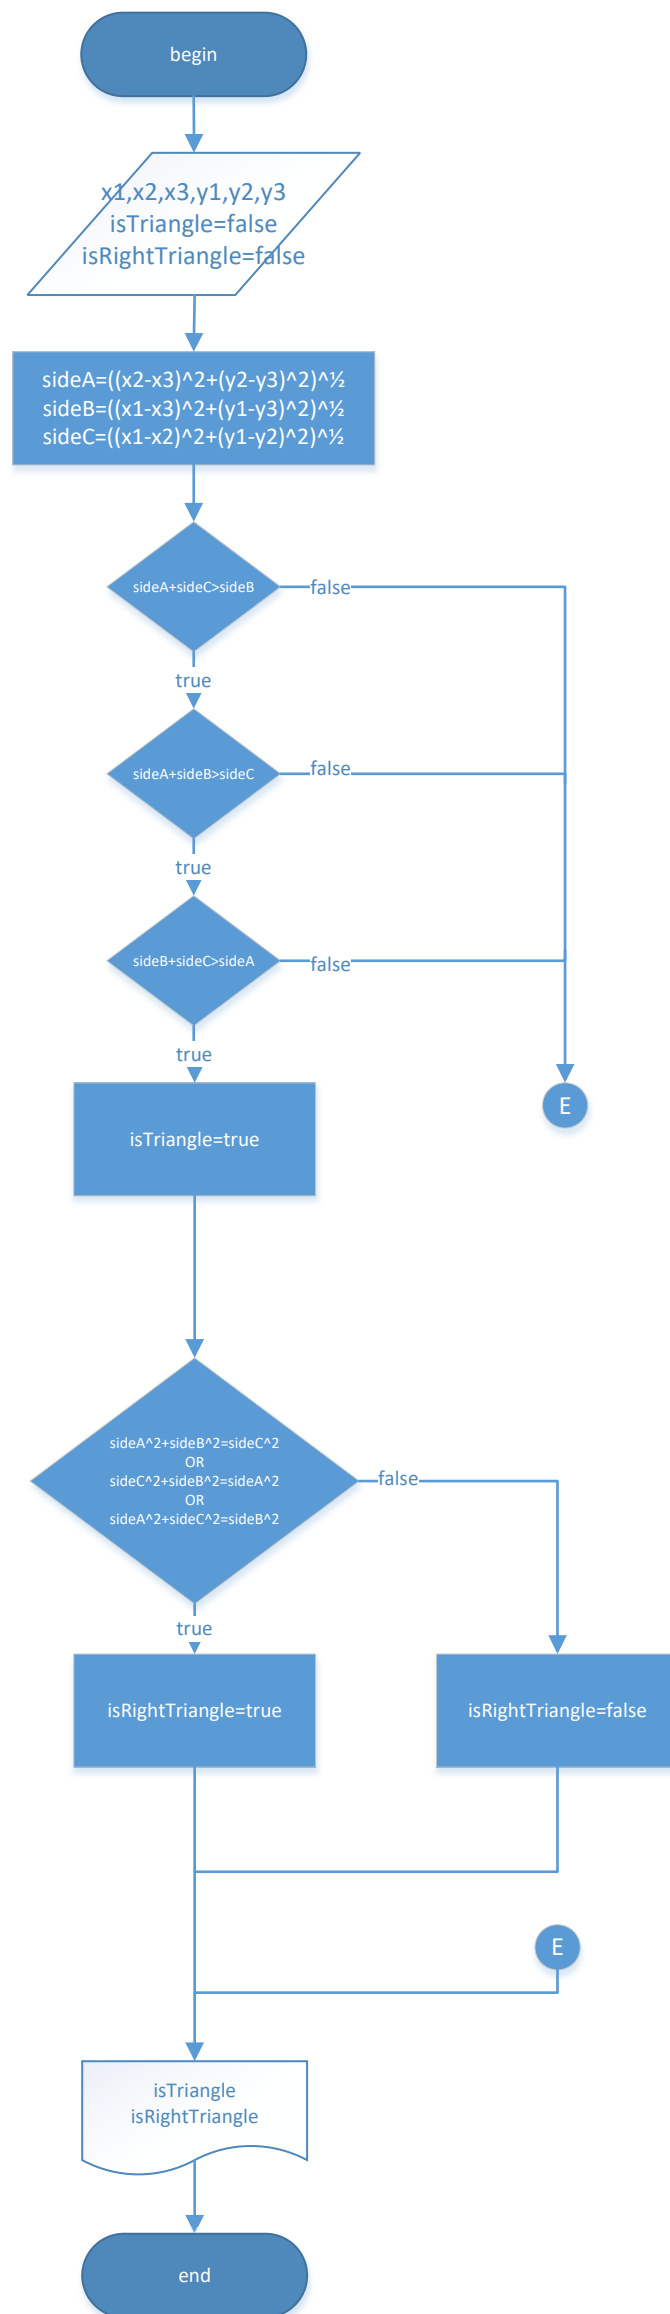 begin
x1,x2,x3,y1,y2,y3
isTriangle=false
isRightTriangle=false
sideA=((x2-x3)^2+(y2-y3)^2)^½
sideB=((x1-x3)^2+(y1-y3)^2)^½
sideC=((x1-x2)^2+(y1-y2)^2)^½
sideA+sideC>sideB
false
true
sideA+sideB>sideC
false
true
sideB+sideC>sideA
false
true
isTriangle=true
E
sideA^2+sideB^2=sideC^2
OR
sideC^2+sideB^2=sideA^2
OR
sideA^2+sideC^2=sideB^2
false
true
isRightTriangle=true
isRightTriangle=false
E
isTriangle
isRightTriangle
end